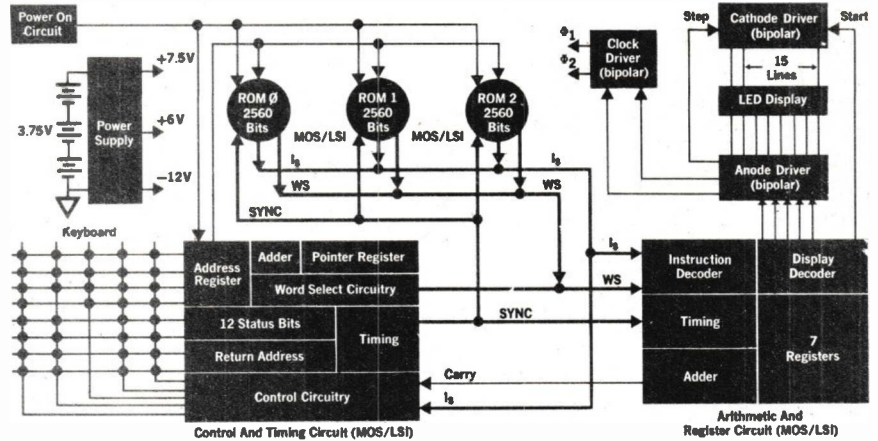 Power On
Circuit
3.75V
Power
Supply
+7.5V
+6V
−12V
ROM Ø
2560
Bits
MOS/LSI
ROM 1
2560
Bits
MOS/LSI
ROM 2
2560
Bits
Is
Is
WS
WS
SYNC
Φ1
Φ2
Clock
Driver
(bipolar)
Step
Cathode Driver
(bipolar)
Start
15
Lines
LED Display
Anode Driver
(bipolar)
Keyboard
Address
Register
Adder
Pointer Register
Word Select Circuitry
12 Status Bits
Return Address
Timing
Control Circuitry
Control And Timing Circuit (MOS/LSI)
Is
WS
SYNC
Carry
Is
Instruction
Decoder
Display
Decoder
Timing
Adder
7
Registers
Arithmetic And
Register Circuit (MOS/LSI)